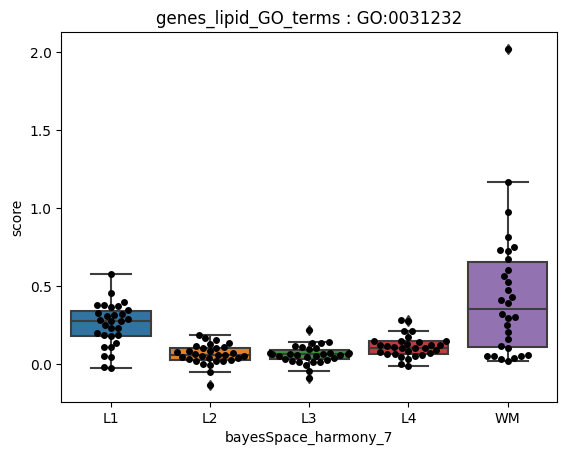 genes_lipid_GO_terms : GO:0031232
2.0
1.5
1.0
0.5
0.0
score
L1 L2 L3 L4 WM
bayesSpace_harmony_7